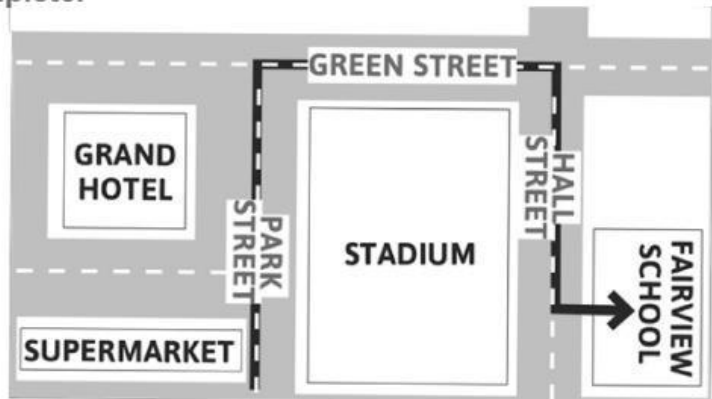 GREEN STREET
GRAND
HOTEL
PARK
STREET
STADIUM
HALL
STREET
FAIRVIEW
SCHOOL
SUPERMARKET